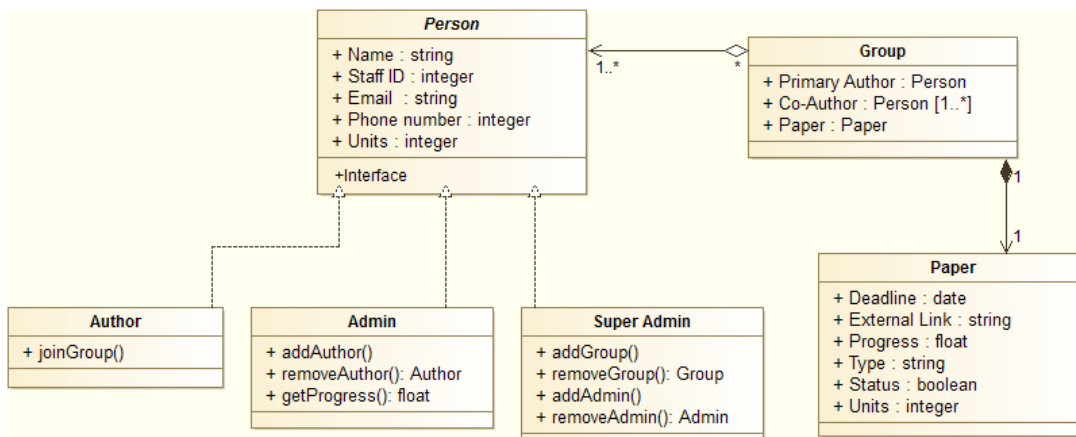 Person
+ Name : string
+ Staff ID : integer
+ Email : string
+ Phone number : integer
+ Units : integer
+Interface
1..*
*
Group
+ Primary Author : Person
+ Co-Author : Person [1..*]
+ Paper : Paper
1
1
Author
+ joinGroup()
Admin
+ addAuthor()
+ removeAuthor(): Author
+ getProgress(): float
Super Admin
+ addGroup()
+ removeGroup(): Group
+ addAdmin()
+ removeAdmin(): Admin
Paper
+ Deadline : date
+ External Link : string
+ Progress : float
+ Type : string
+ Status : boolean
+ Units : integer